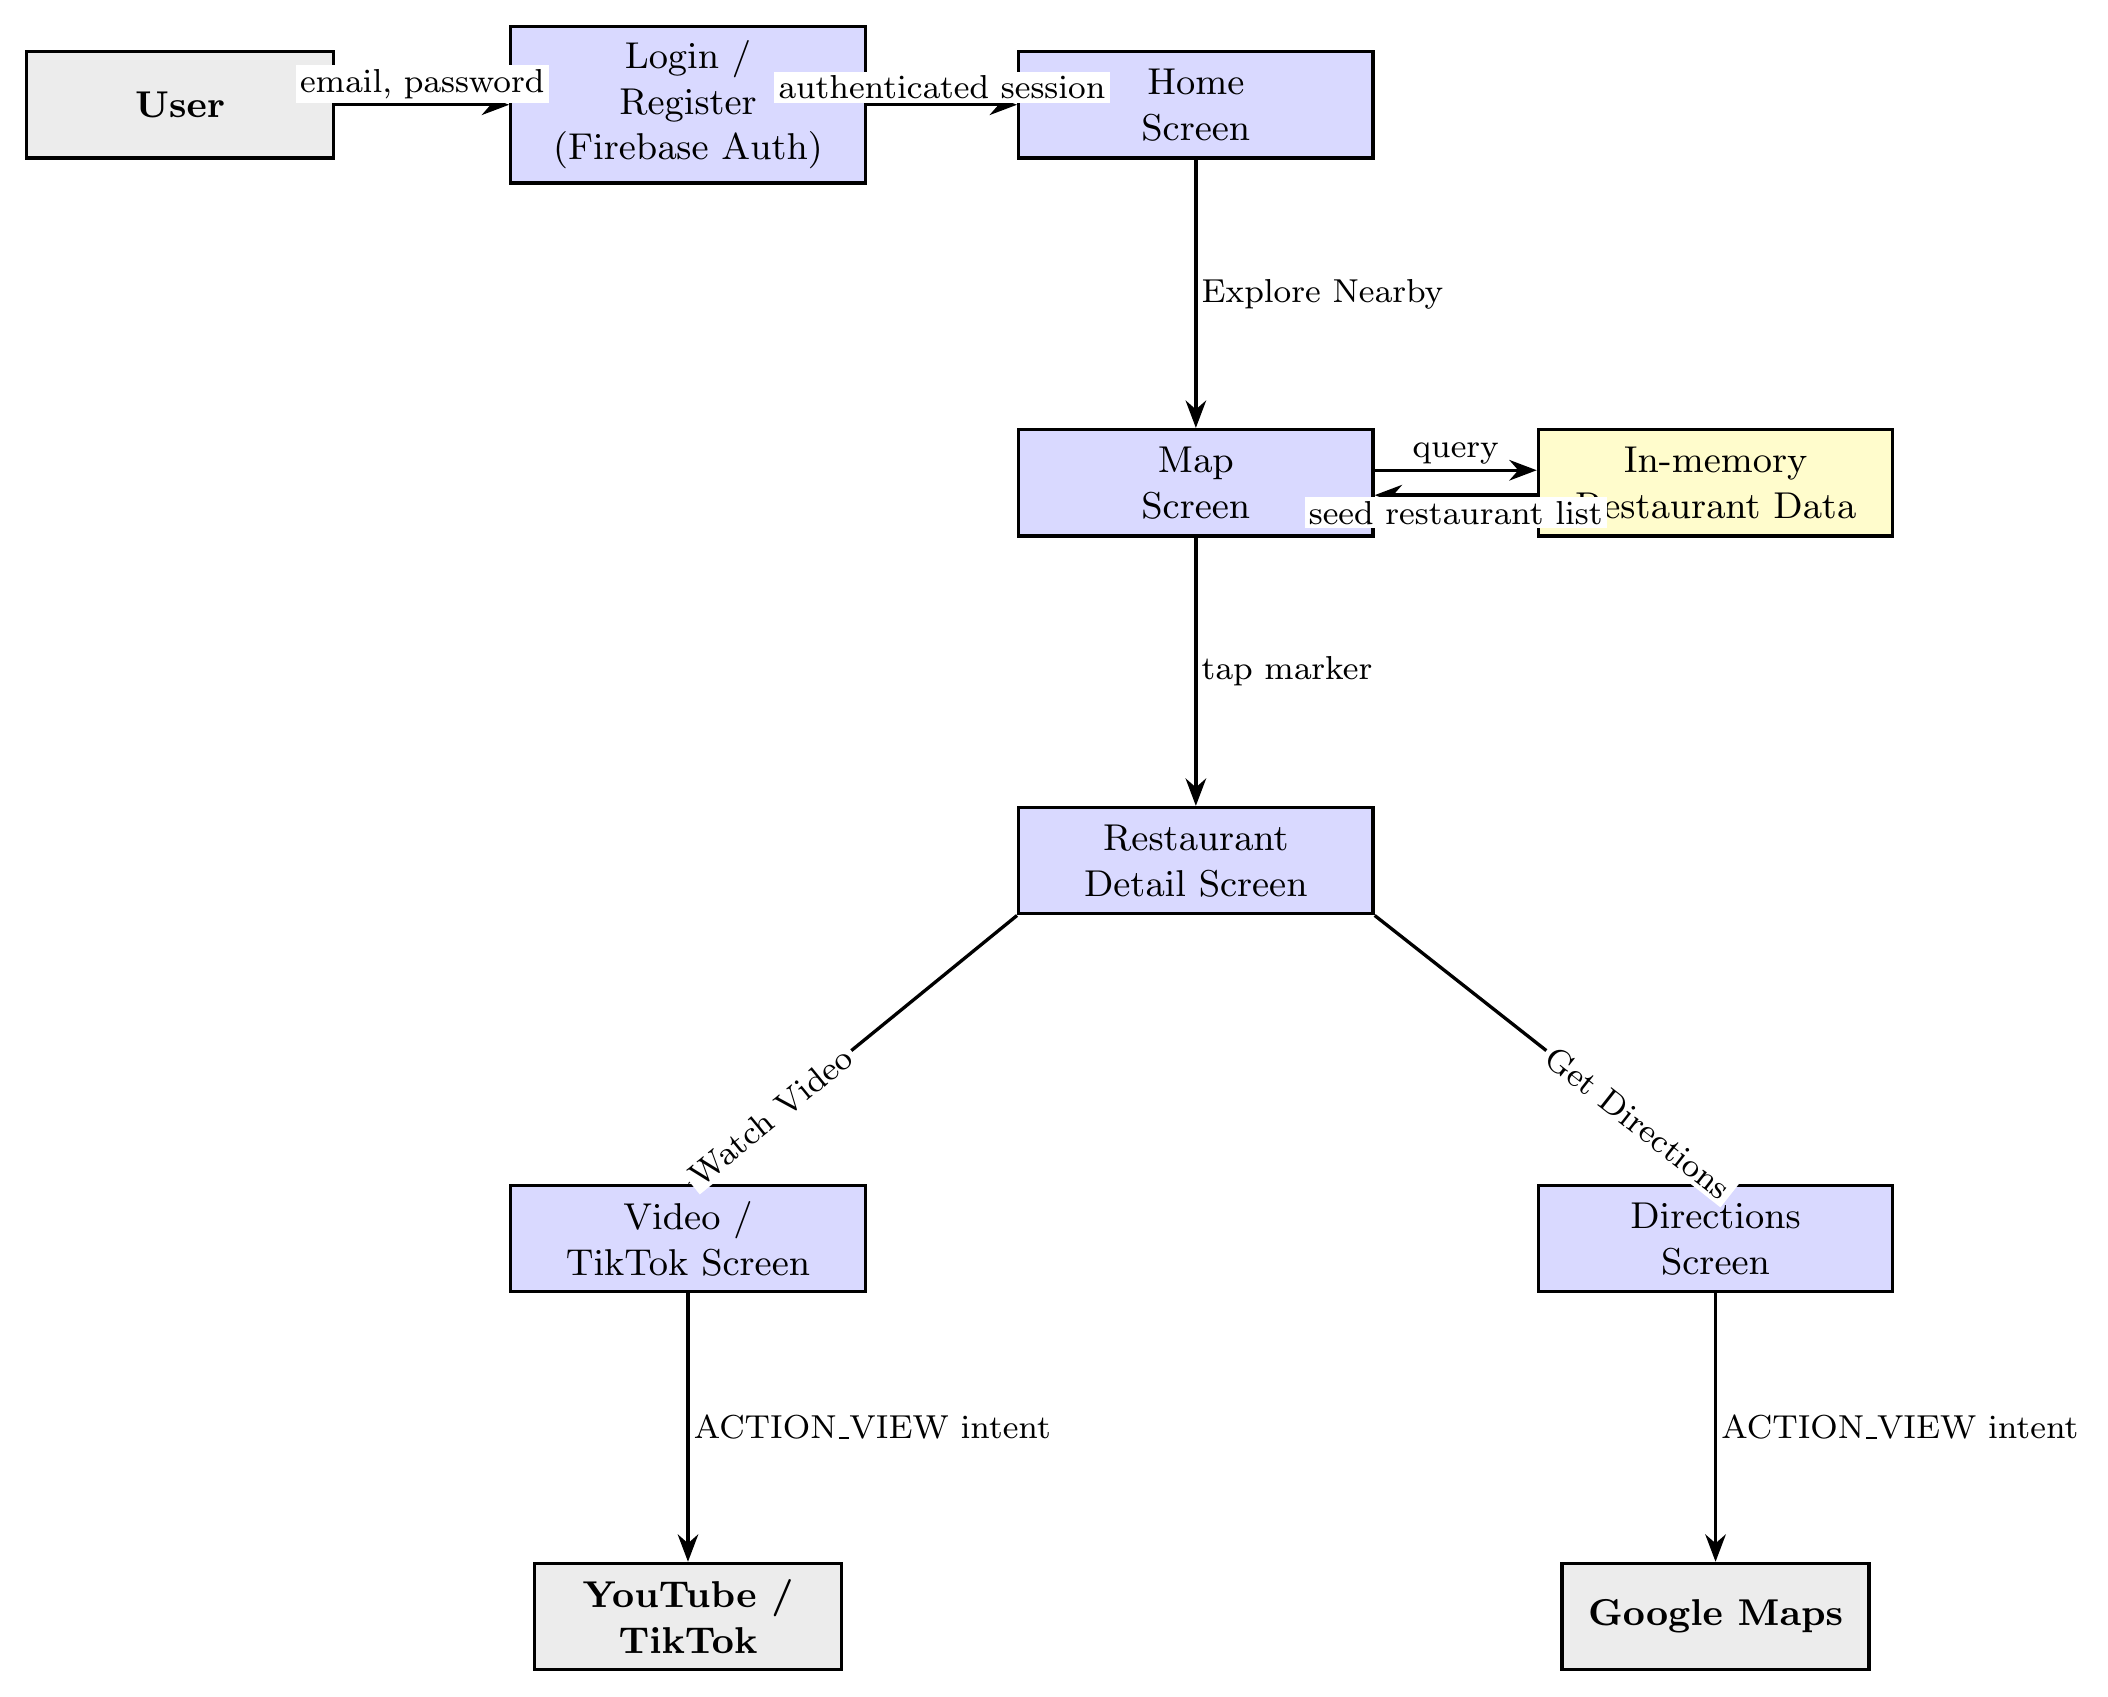 User
email, password
Login /
Register
(Firebase Auth)
authenticated session
Home
Screen
Explore Nearby
Map
Screen
query
seed restaurant list
In-memory
Restaurant Data
tap marker
Restaurant
Detail Screen
Watch Video
Get Directions
Video /
TikTok Screen
Directions
Screen
ACTION_VIEW intent
ACTION_VIEW intent
YouTube /
TikTok
Google Maps